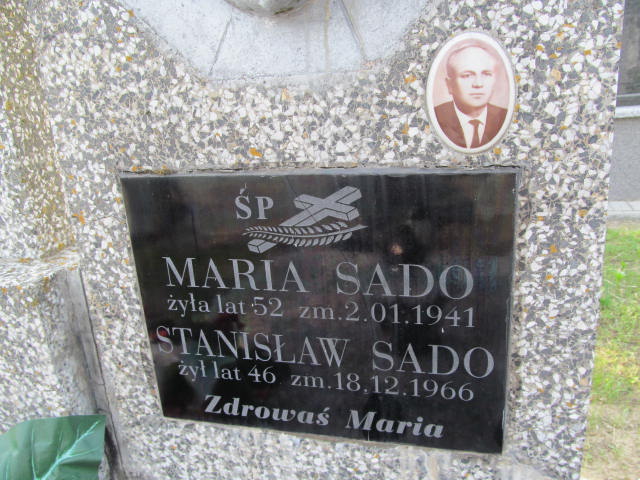 ŚP
MARIA SADO
żyła lat 52 zm. 2.01.1941
STANISŁAW SADO
żył lat 46 zm. 18.12.1966
Zdrowaś Maria